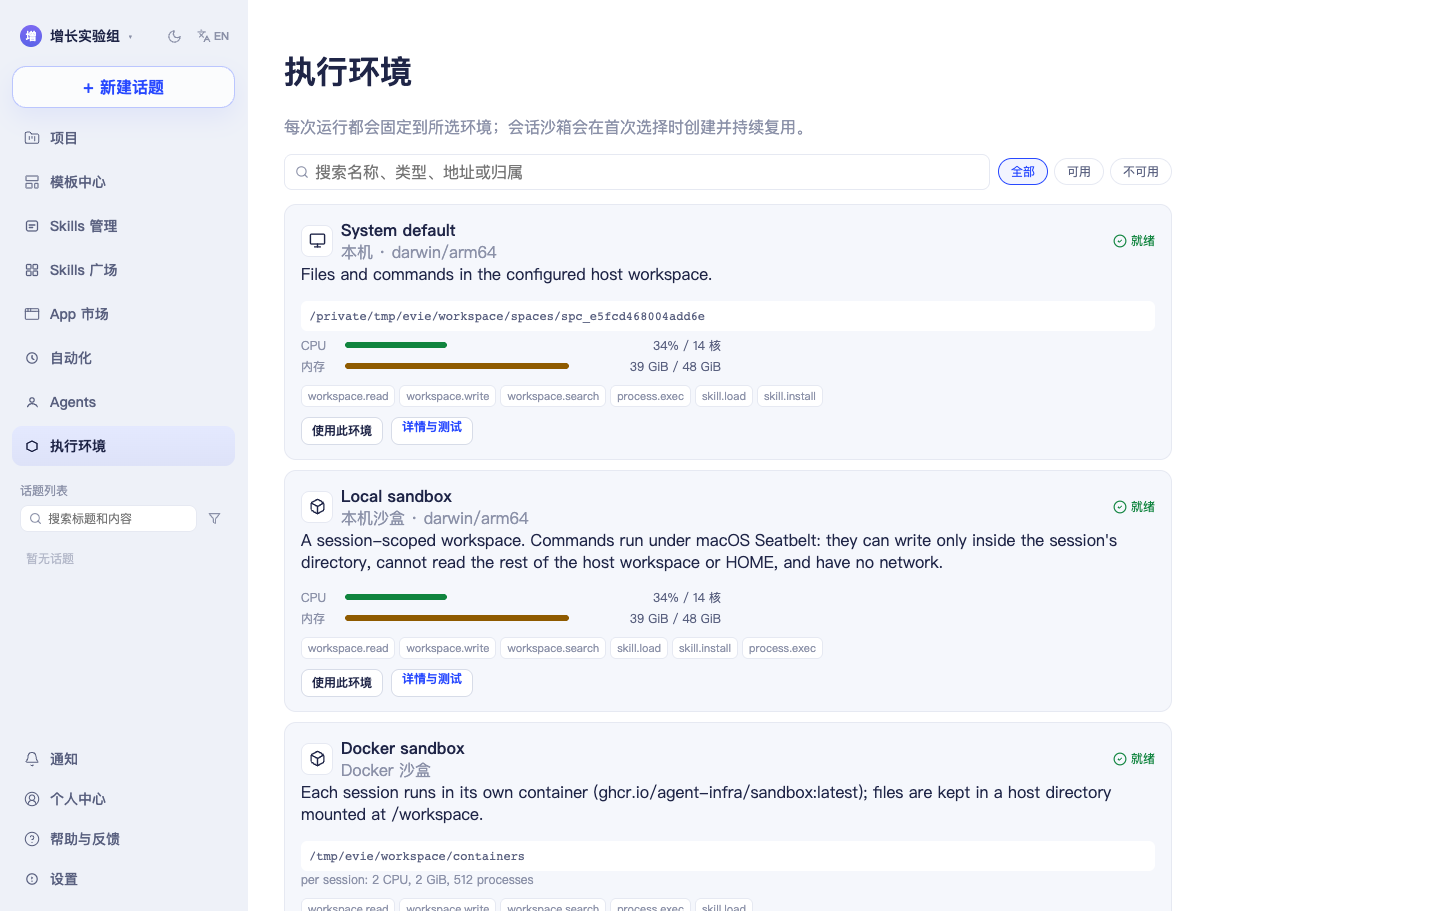 增 增长实验组 EN
+ 新建话题
项目
模板中心
Skills 管理
Skills 广场
App 市场
自动化
Agents
执行环境
话题列表
搜索标题和内容
暂无话题
通知
个人中心
帮助与反馈
设置
执行环境
每次运行都会固定到所选环境；会话沙箱会在首次选择时创建并持续复用。
搜索名称、类型、地址或归属 全部 可用 不可用
System default
本机 · darwin/arm64
就绪
Files and commands in the configured host workspace.
/private/tmp/evie/workspace/spaces/spc_e5fcd468004add6e
CPU 34% / 14 核
内存 39 GiB / 48 GiB
workspace.read workspace.write workspace.search process.exec skill.load skill.install
使用此环境 详情与测试
Local sandbox
本机沙盒 · darwin/arm64
就绪
A session-scoped workspace. Commands run under macOS Seatbelt: they can write only inside the session's
directory, cannot read the rest of the host workspace or HOME, and have no network.
CPU 34% / 14 核
内存 39 GiB / 48 GiB
workspace.read workspace.write workspace.search skill.load skill.install process.exec
使用此环境 详情与测试
Docker sandbox
Docker 沙盒
就绪
Each session runs in its own container (ghcr.io/agent-infra/sandbox:latest); files are kept in a host directory
mounted at /workspace.
/tmp/evie/workspace/containers
per session: 2 CPU, 2 GiB, 512 processes
workspace.read workspace.write workspace.search process.exec skill.load